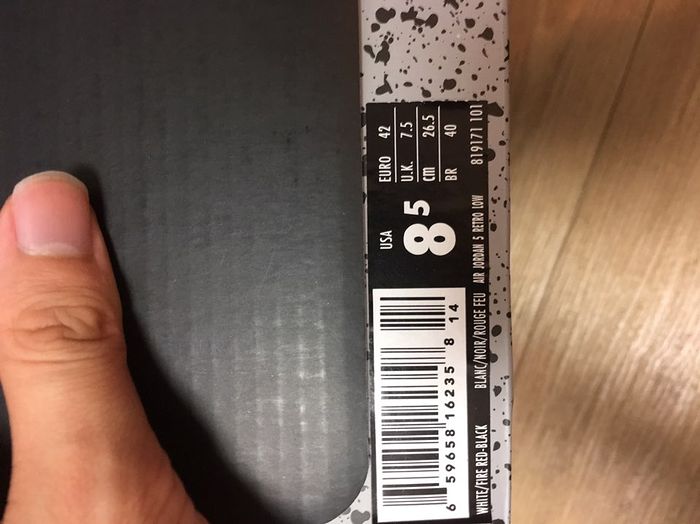 EURO 42
U.K. 7.5
cm 26.5
BR 40
819171 101
USA
8 5
AIR JORDAN 5 RETRO LOW
BLANC/NOIR/ROUGE FEU
WHITE/FIRE RED-BLACK
6 59658 16235 8 14